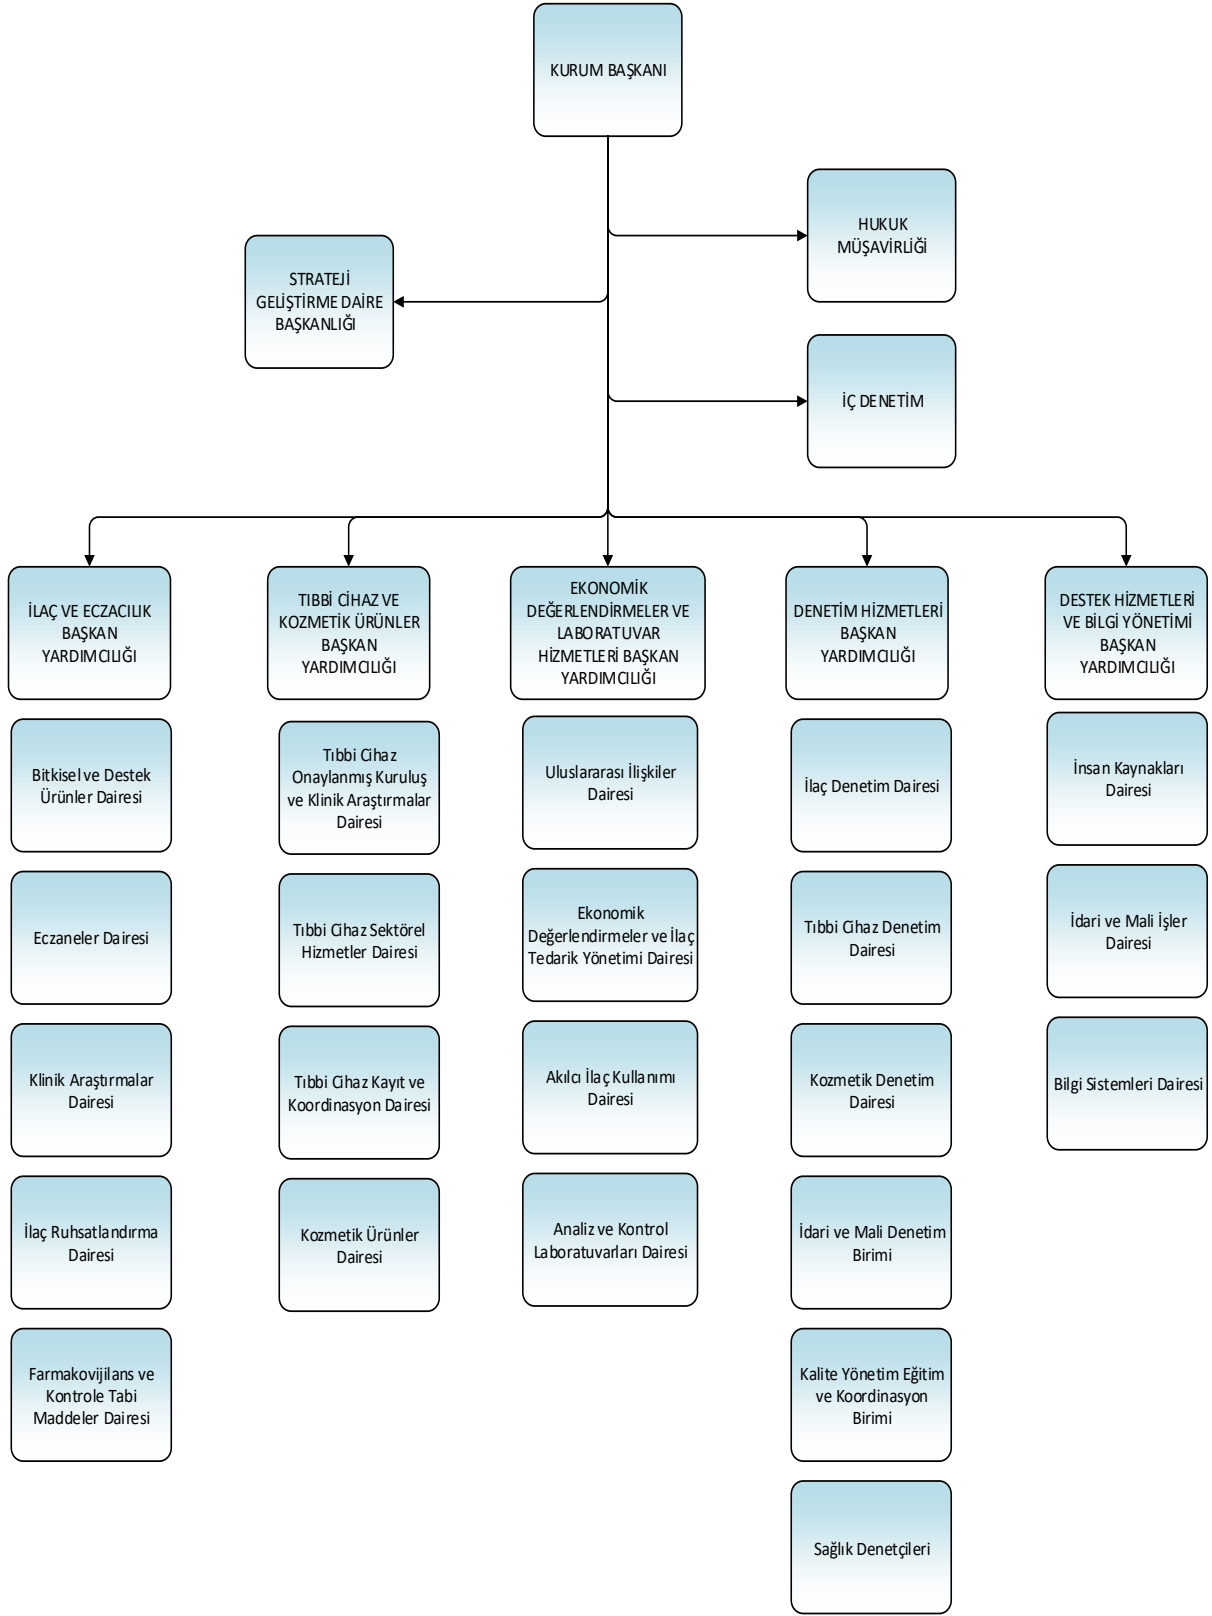 KURUM BAŞKANI
HUKUK
MÜŞAVİRLİĞİ
STRATEJİ
GELİŞTİRME DAİRE
BAŞKANLIĞI
İÇ DENETİM
İLAÇ VE ECZACILIK
BAŞKAN
YARDIMCILIĞI
TIBBİ CİHAZ VE
KOZMETİK ÜRÜNLER
BAŞKAN
YARDIMCILIĞI
EKONOMİK
DEĞERLENDİRMELER VE
LABORATUVAR
HİZMETLERİ BAŞKAN
YARDIMCILIĞI
DENETİM HİZMETLERİ
BAŞKAN
YARDIMCILIĞI
DESTEK HİZMETLERİ
VE BİLGİ YÖNETİMİ
BAŞKAN
YARDIMCILIĞI
Bitkisel ve Destek
Ürünler Dairesi
Eczaneler Dairesi
Klinik Araştırmalar
Dairesi
İlaç Ruhsatlandırma
Dairesi
Farmakovijilans ve
Kontrole Tabi
Maddeler Dairesi
Tıbbi Cihaz
Onaylanmış Kuruluş
ve Klinik Araştırmalar
Dairesi
Tıbbi Cihaz Sektörel
Hizmetler Dairesi
Tıbbi Cihaz Kayıt ve
Koordinasyon Dairesi
Kozmetik Ürünler
Dairesi
Uluslararası İlişkiler
Dairesi
Ekonomik
Değerlendirmeler ve İlaç
Tedarik Yönetimi Dairesi
Akılcı İlaç Kullanımı
Dairesi
Analiz ve Kontrol
Laboratuvarları Dairesi
İlaç Denetim Dairesi
Tıbbi Cihaz Denetim
Dairesi
Kozmetik Denetim
Dairesi
İdari ve Mali Denetim
Birimi
Kalite Yönetim Eğitim
ve Koordinasyon
Birimi
Sağlık Denetçileri
İnsan Kaynakları
Dairesi
İdari ve Mali İşler
Dairesi
Bilgi Sistemleri Dairesi